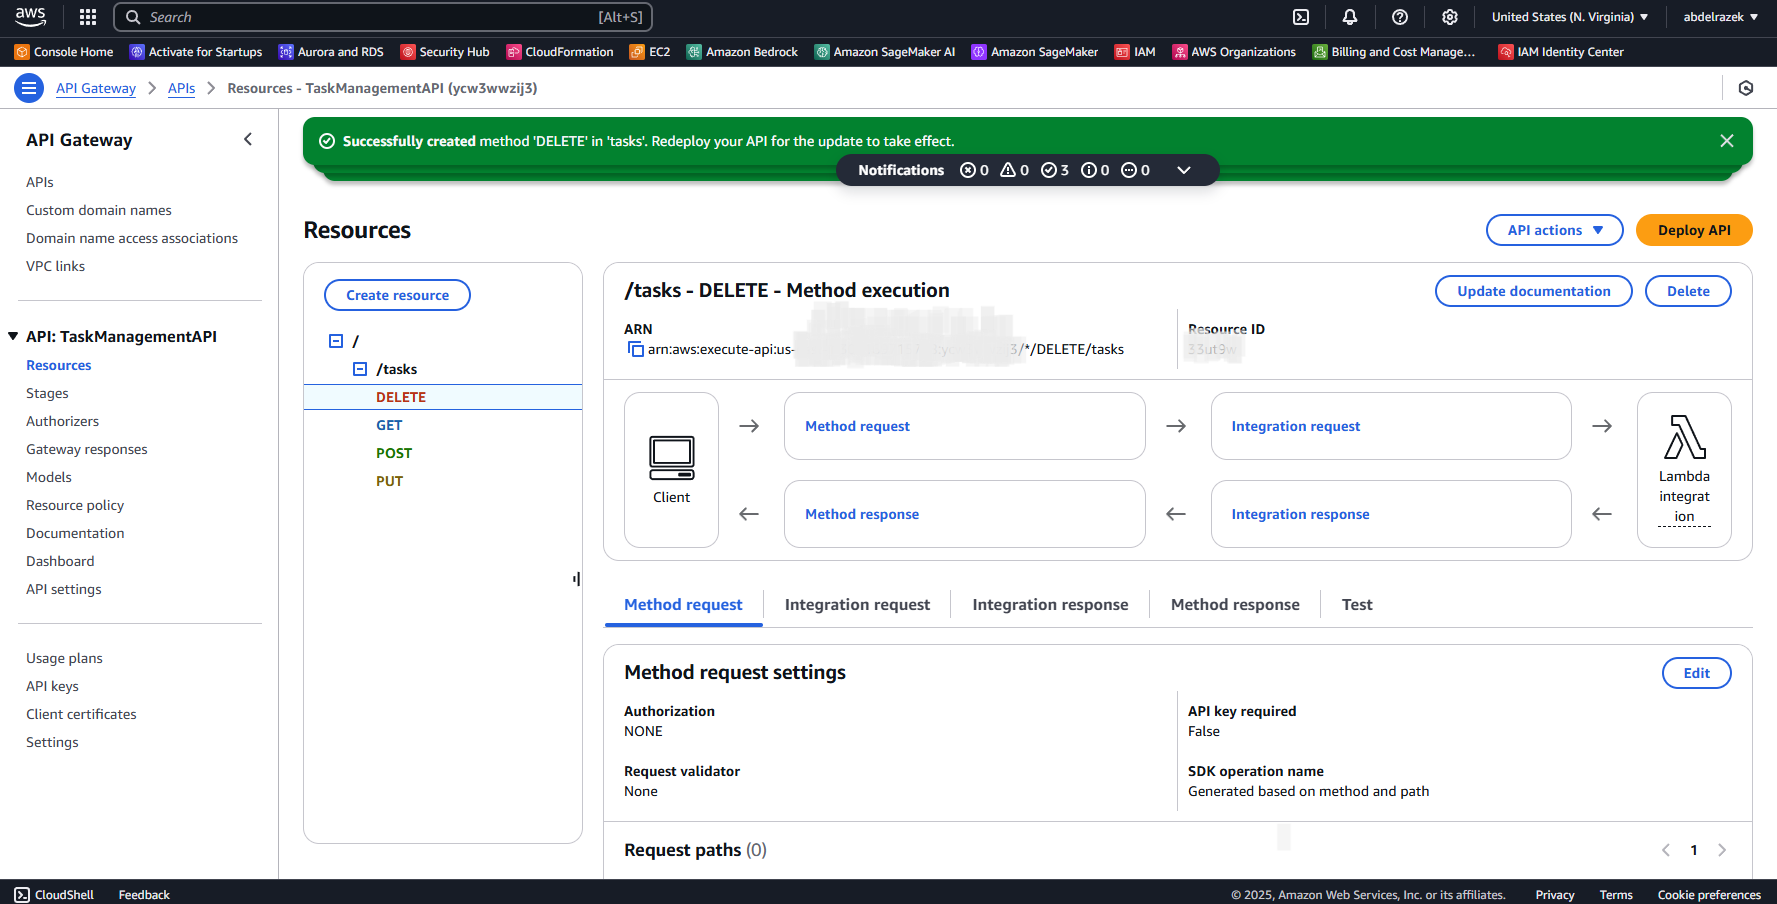 aws
Search [Alt+S]
United States (N. Virginia)
abdelrazek
Console Home Activate for Startups Aurora and RDS Security Hub CloudFormation EC2 Amazon Bedrock Amazon SageMaker AI Amazon SageMaker IAM AWS Organizations Billing and Cost Manage... IAM Identity Center
API Gateway APIs Resources - TaskManagementAPI (ycw3wwzij3)
API Gateway
APIs
Custom domain names
Domain name access associations
VPC links
API: TaskManagementAPI
Resources
Stages
Authorizers
Gateway responses
Models
Resource policy
Documentation
Dashboard
API settings
Usage plans
API keys
Client certificates
Settings
Successfully created method 'DELETE' in 'tasks'. Redeploy your API for the update to take effect.
Notifications 0 0 3 0 0
Resources
API actions
Deploy API
Create resource
/
/tasks
DELETE
GET
POST
PUT
/tasks - DELETE - Method execution
Update documentation
Delete
ARN
arn:aws:execute-api:us- 3/*/DELETE/tasks
Resource ID
33ut9w
Client
Method request
Integration request
Method response
Integration response
Lambda
integrat
ion
Method request Integration request Integration response Method response Test
Method request settings
Edit
Authorization
NONE
API key required
False
Request validator
None
SDK operation name
Generated based on method and path
Request paths (0)
1
CloudShell Feedback
© 2025, Amazon Web Services, Inc. or its affiliates. Privacy Terms Cookie preferences